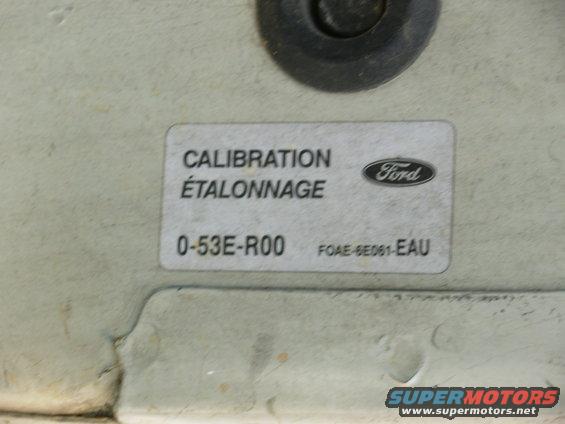 CALIBRATION
ÉTALONNAGE
Ford
0-53E-R00 FOAE-6E061-EAU
SUPERMOTORS
www.supermotors.net